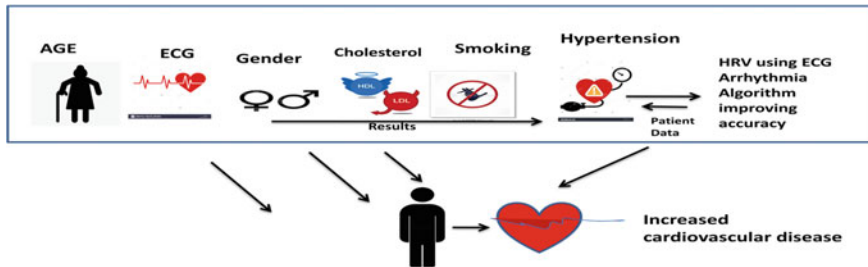 AGE
ECG
Gender
Cholesterol
Smoking
Hypertension
HDL
LDL
Results
Patient
Data
HRV using ECG
Arrhythmia
Algorithm
improving
accuracy
Increased
cardiovascular disease